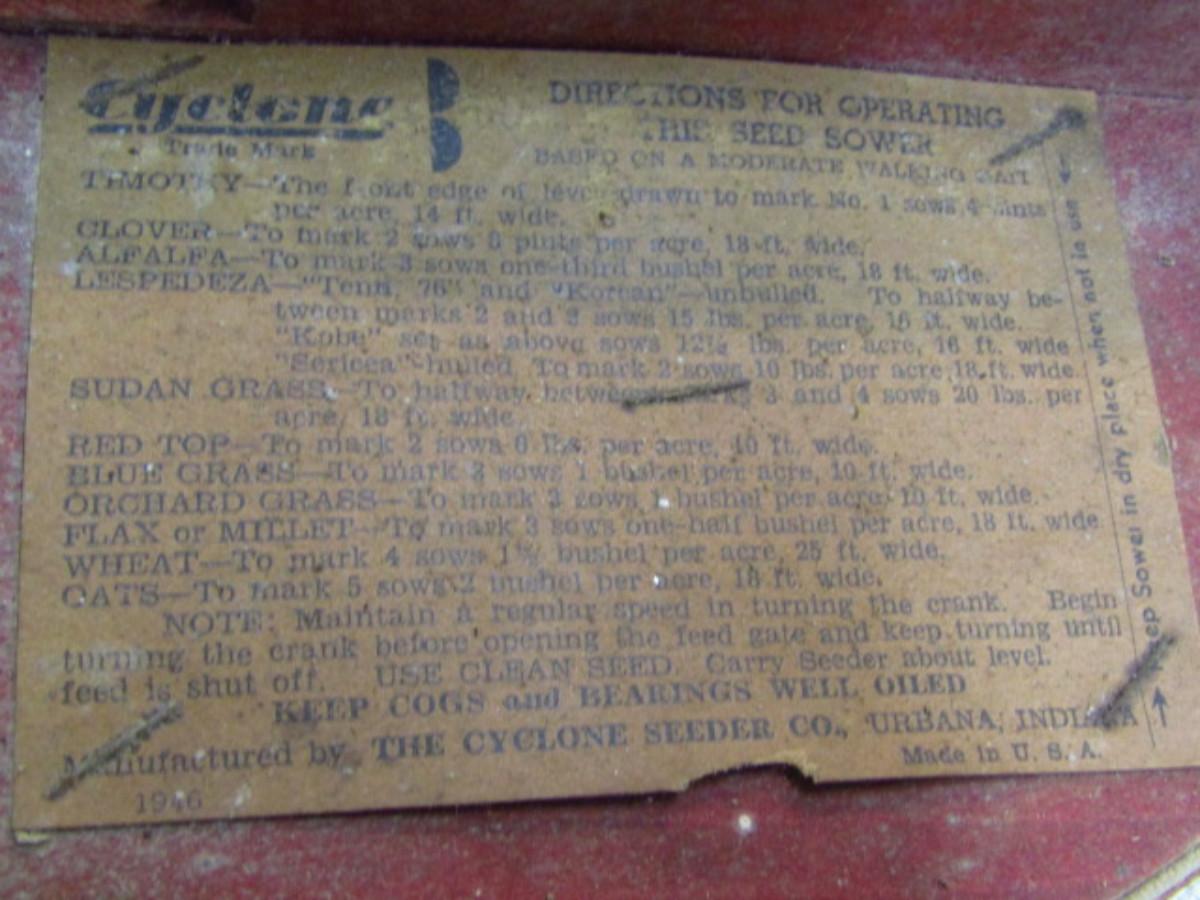 Cyclone
Trade Mark
DIRECTIONS FOR OPERATING
THIS SEED SOWER
BASED ON A MODERATE WALKING GAIT
TIMOTHY—The front edge of lever drawn to mark No. 1 sows 4 pints
per acre, 14 ft. wide.
CLOVER—To mark 2 sows 8 pints per acre, 18 ft. wide.
ALFALFA—To mark 3 sows one-third bushel per acre, 18 ft. wide.
LESPEDEZA—"Tenn. 76" and "Korean"—unhulled. To halfway be-
tween marks 2 and 3 sows 15 lbs. per acre, 16 ft. wide.
"Kobe" set as above sows 12½ lbs. per acre, 16 ft. wide
"Sericea"—hulled. To mark 2 sows 10 lbs. per acre 18 ft. wide.
SUDAN GRASS—To halfway between marks 3 and 4 sows 20 lbs. per
acre, 18 ft. wide.
RED TOP—To mark 2 sows 6 lbs. per acre, 10 ft. wide.
BLUE GRASS—To mark 3 sows 1 bushel per acre, 10 ft. wide.
ORCHARD GRASS—To mark 3 sows 1 bushel per acre, 10 ft. wide.
FLAX or MILLET—To mark 3 sows one-half bushel per acre, 18 ft. wide
WHEAT—To mark 4 sows bushel per acre, 25 ft. wide.
OATS—To mark 5 sows 2 bushel per acre, 18 ft. wide.
NOTE: Maintain a regular speed in turning the crank. Begin
turning the crank before opening the feed gate and keep turning until
feed is shut off. USE CLEAN SEED. Carry Seeder about level.
KEEP COGS and BEARINGS WELL OILED
Manufactured by THE CYCLONE SEEDER CO., URBANA, INDIANA
Made in U. S. A.
1946
Keep Sower in dry place when not in use